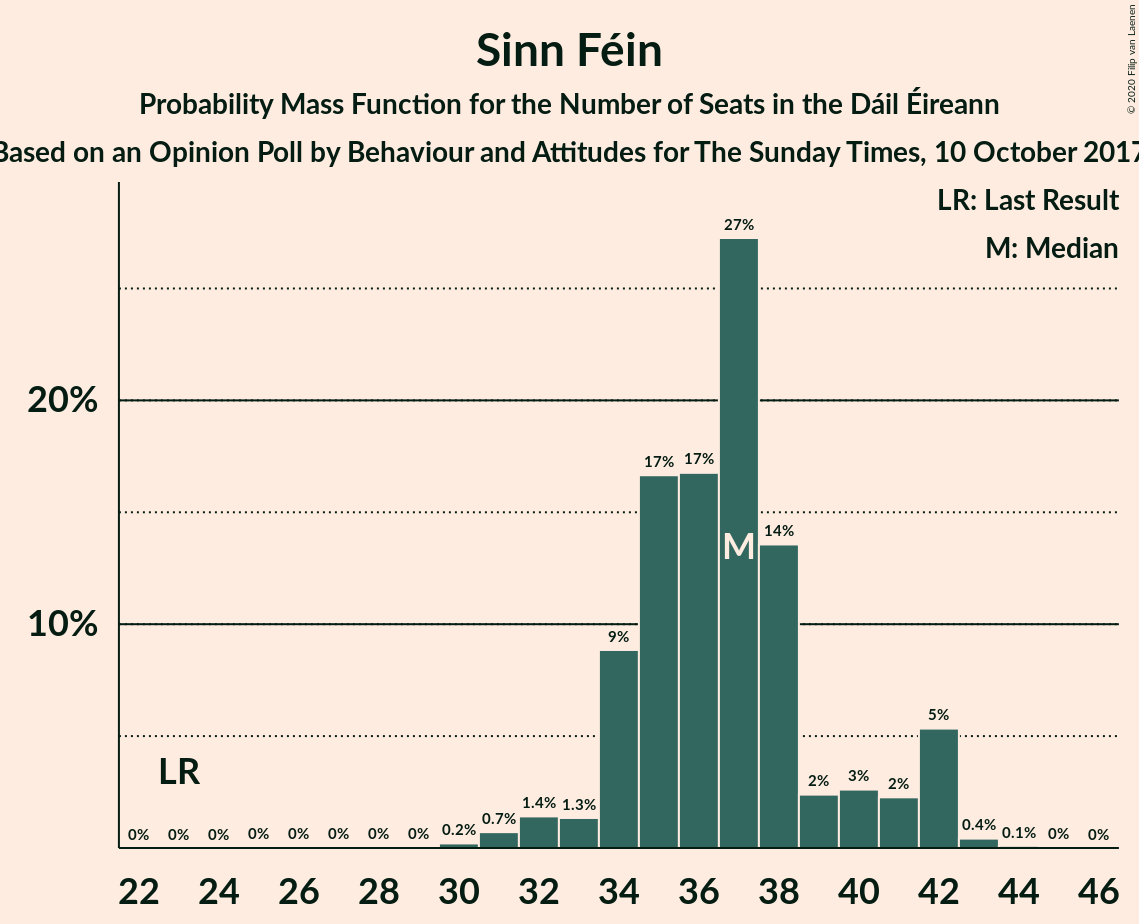 Sinn Féin
Probability Mass Function for the Number of Seats in the Dáil Éireann
Based on an Opinion Poll by Behaviour and Attitudes for The Sunday Times, 10 October 2017
© 2020 Filip van Laenen
LR: Last Result
M: Median
20%
10%
LR
M
0% 0% 0% 0% 0% 0% 0% 0% 0.2% 0.7% 1.4% 1.3% 9% 17% 17% 27% 14% 2% 3% 2% 5% 0.4% 0.1% 0% 0%
22 24 26 28 30 32 34 36 38 40 42 44 46